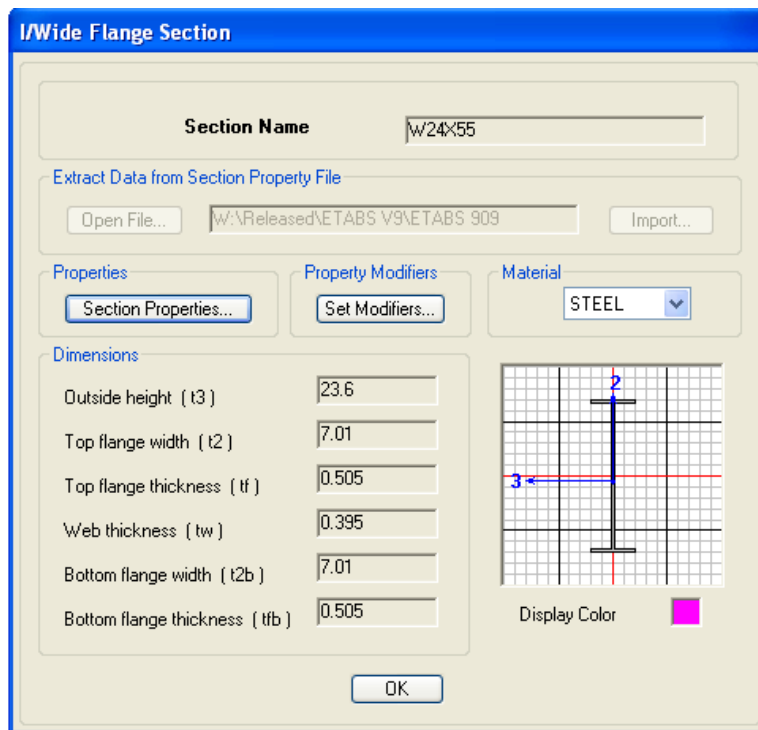 I/Wide Flange Section
Section Name W24X55
Extract Data from Section Property File
Open File... W:\Released\ETABS V9\ETABS 909 Import...
Properties Property Modifiers Material
Section Properties... Set Modifiers... STEEL
Dimensions
Outside height ( t3 ) 23.6
Top flange width ( t2 ) 7.01
Top flange thickness ( tf ) 0.505
Web thickness ( tw ) 0.395
Bottom flange width ( t2b ) 7.01
Bottom flange thickness ( tfb ) 0.505
2
3
Display Color
OK